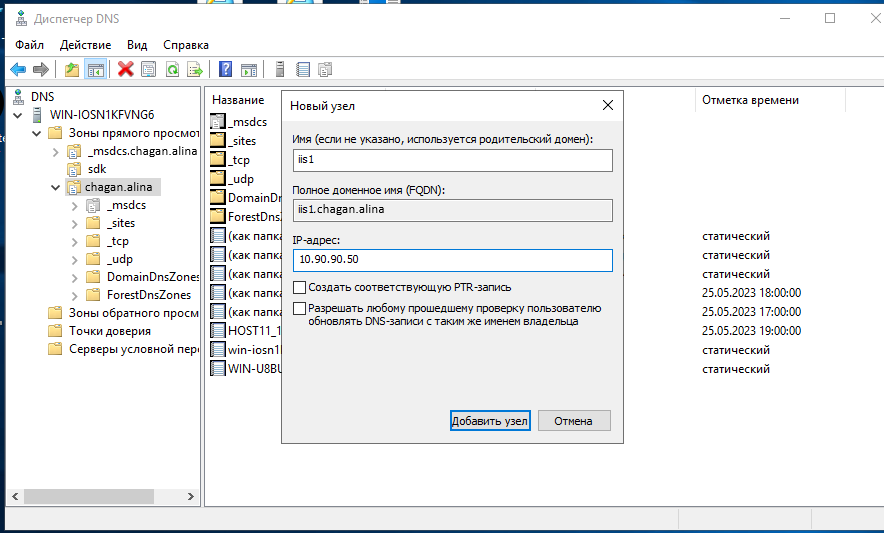 Диспетчер DNS
Файл Действие Вид Справка
DNS
WIN-IOSN1KFVNG6
Зоны прямого просмот
_msdcs.chagan.alina
sdk
chagan.alina
_msdcs
_sites
_tcp
_udp
DomainDnsZones
ForestDnsZones
Зоны обратного просм
Точки доверия
Серверы условной пер
Название
_msdcs
_sites
_tcp
_udp
DomainDn
ForestDns
(как папка
(как папка
(как папка
(как папка
(как папка
HOST11_1
win-iosn1
WIN-U8BU
Отметка времени
статический
статический
статический
25.05.2023 18:00:00
25.05.2023 17:00:00
25.05.2023 19:00:00
статический
статический
Новый узел
Имя (если не указано, используется родительский домен):
iis1
Полное доменное имя (FQDN):
iis1.chagan.alina
IP-адрес:
10.90.90.50
Создать соответствующую PTR-запись
Разрешать любому прошедшему проверку пользователю
обновлять DNS-записи с таким же именем владельца
Добавить узел Отмена